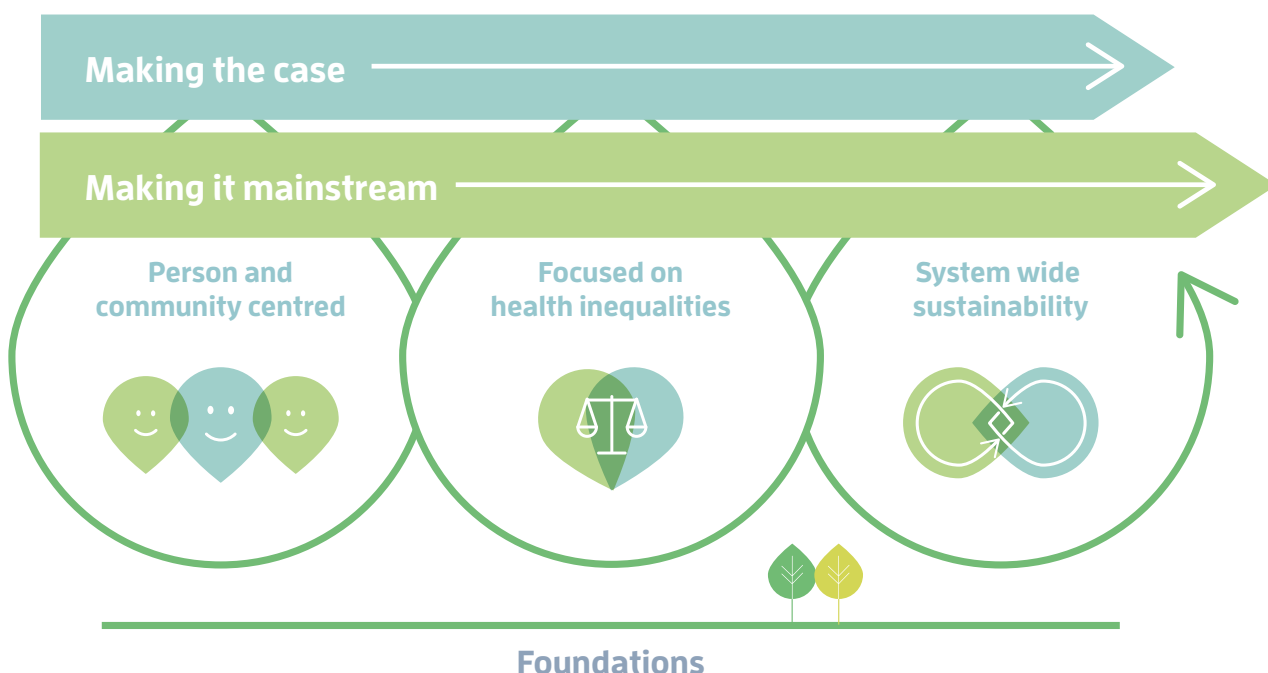 Making the case
Making it mainstream
Person and
community centred
Focused on
health inequalities
System wide
sustainability
Foundations